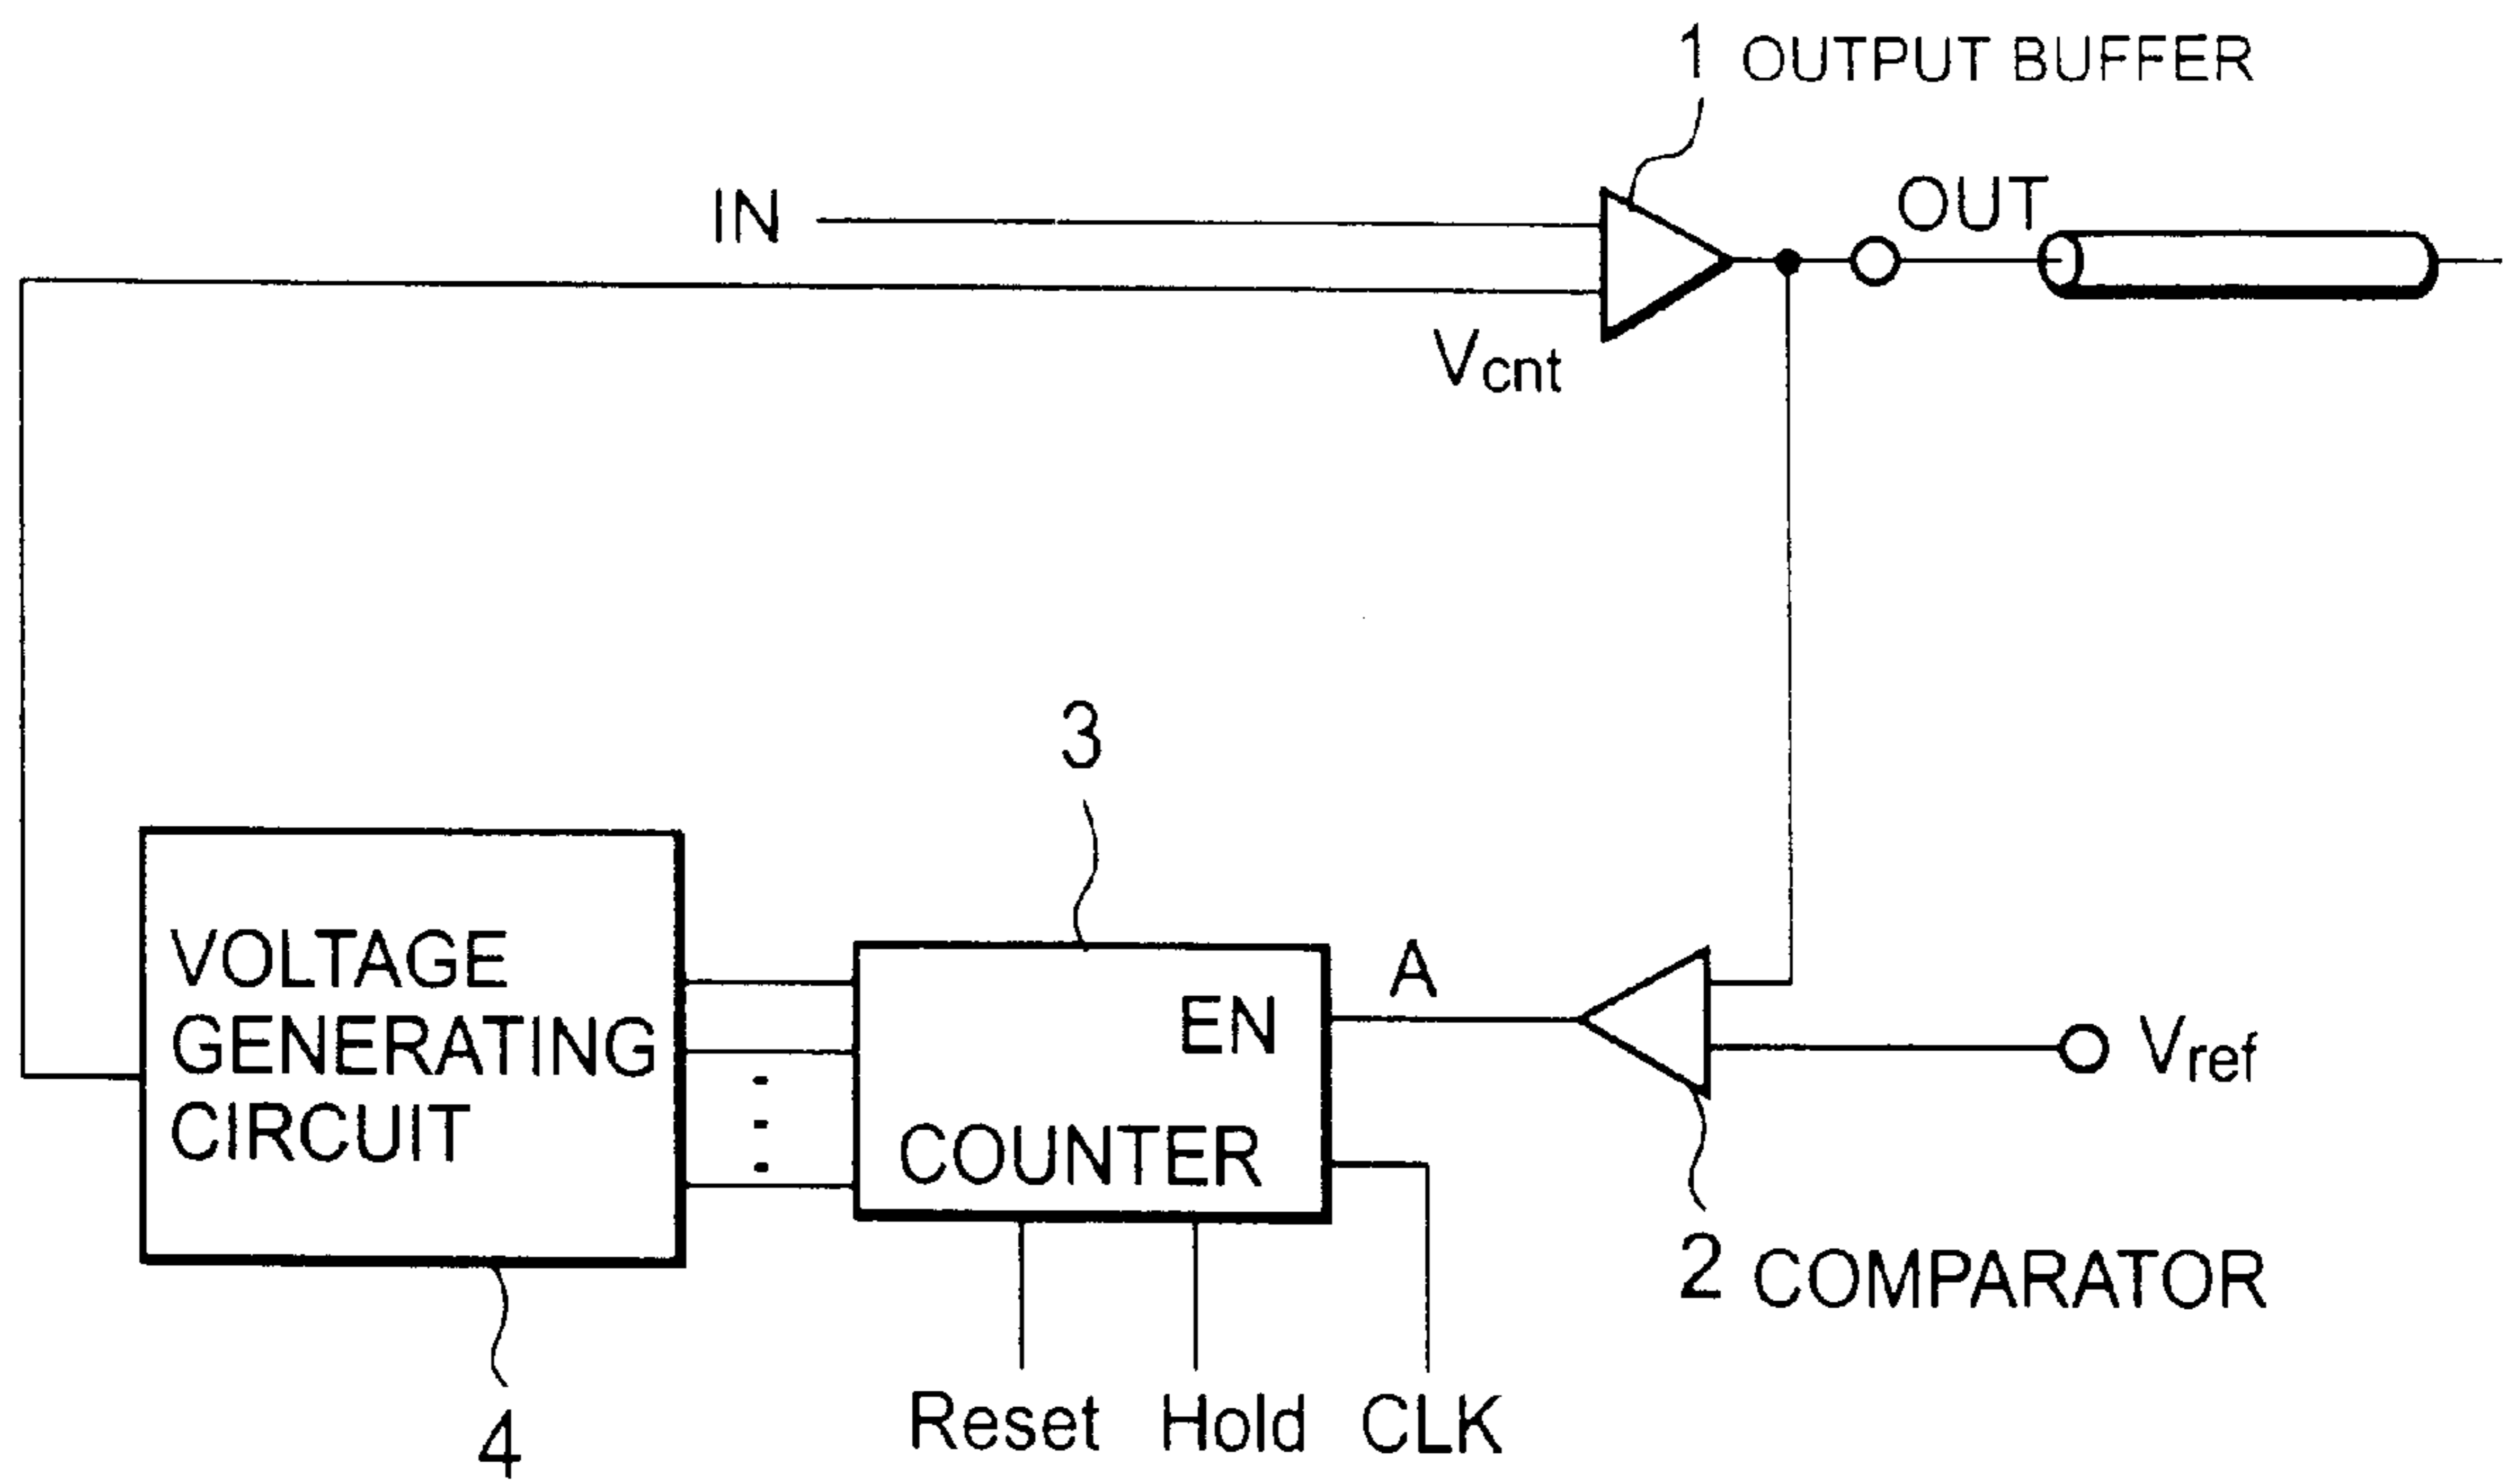 1 OUTPUT BUFFER
IN
OUT
Vcnt
3
VOLTAGE
GENERATING
CIRCUIT
EN
COUNTER
A
Vref
2 COMPARATOR
Reset Hold CLK
4